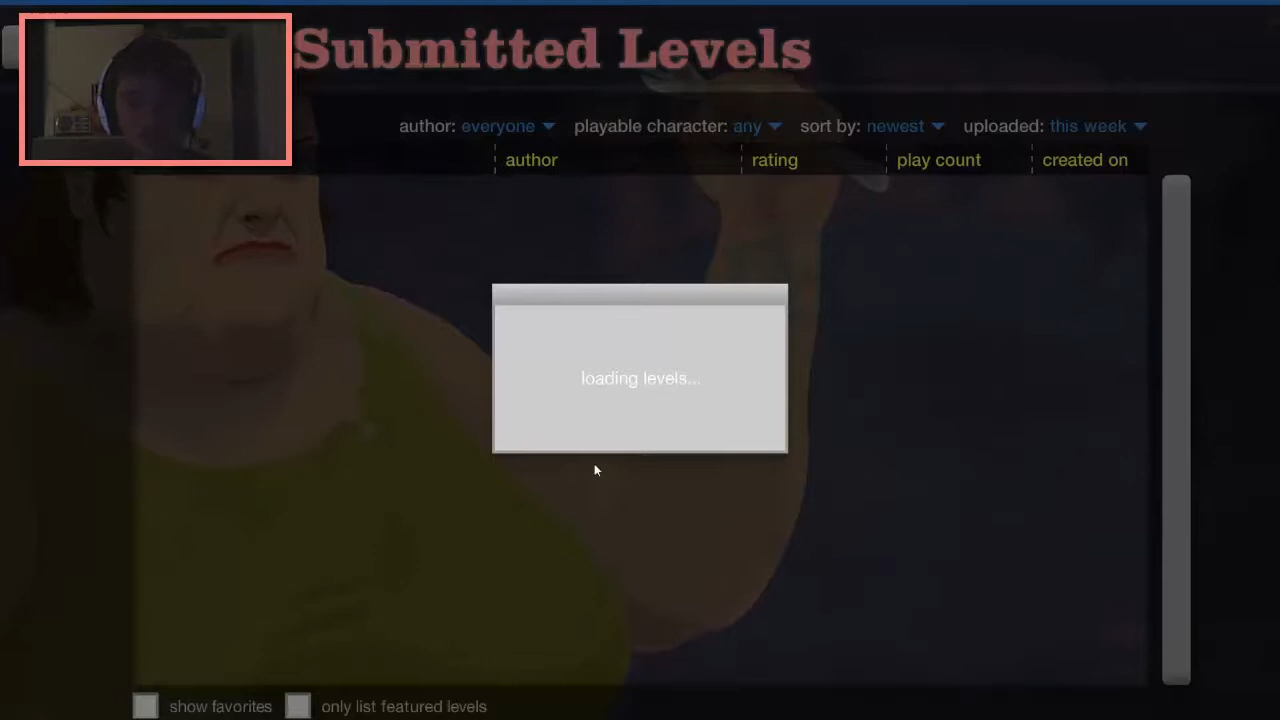 Submitted Levels
author: everyone playable character: any sort by: newest uploaded: this week
author rating play count created on
loading levels...
show favorites only list featured levels